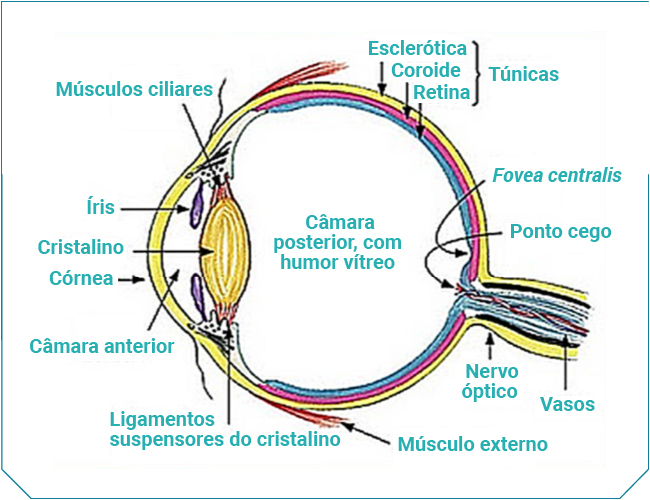 Esclerótica
Coroide
Retina
Túnicas
Músculos ciliares
Fovea centralis
Íris
Câmara
posterior, com
humor vítreo
Ponto cego
Cristalino
Córnea
Câmara anterior
Nervo
óptico
Vasos
Ligamentos
suspensores do cristalino
Músculo externo